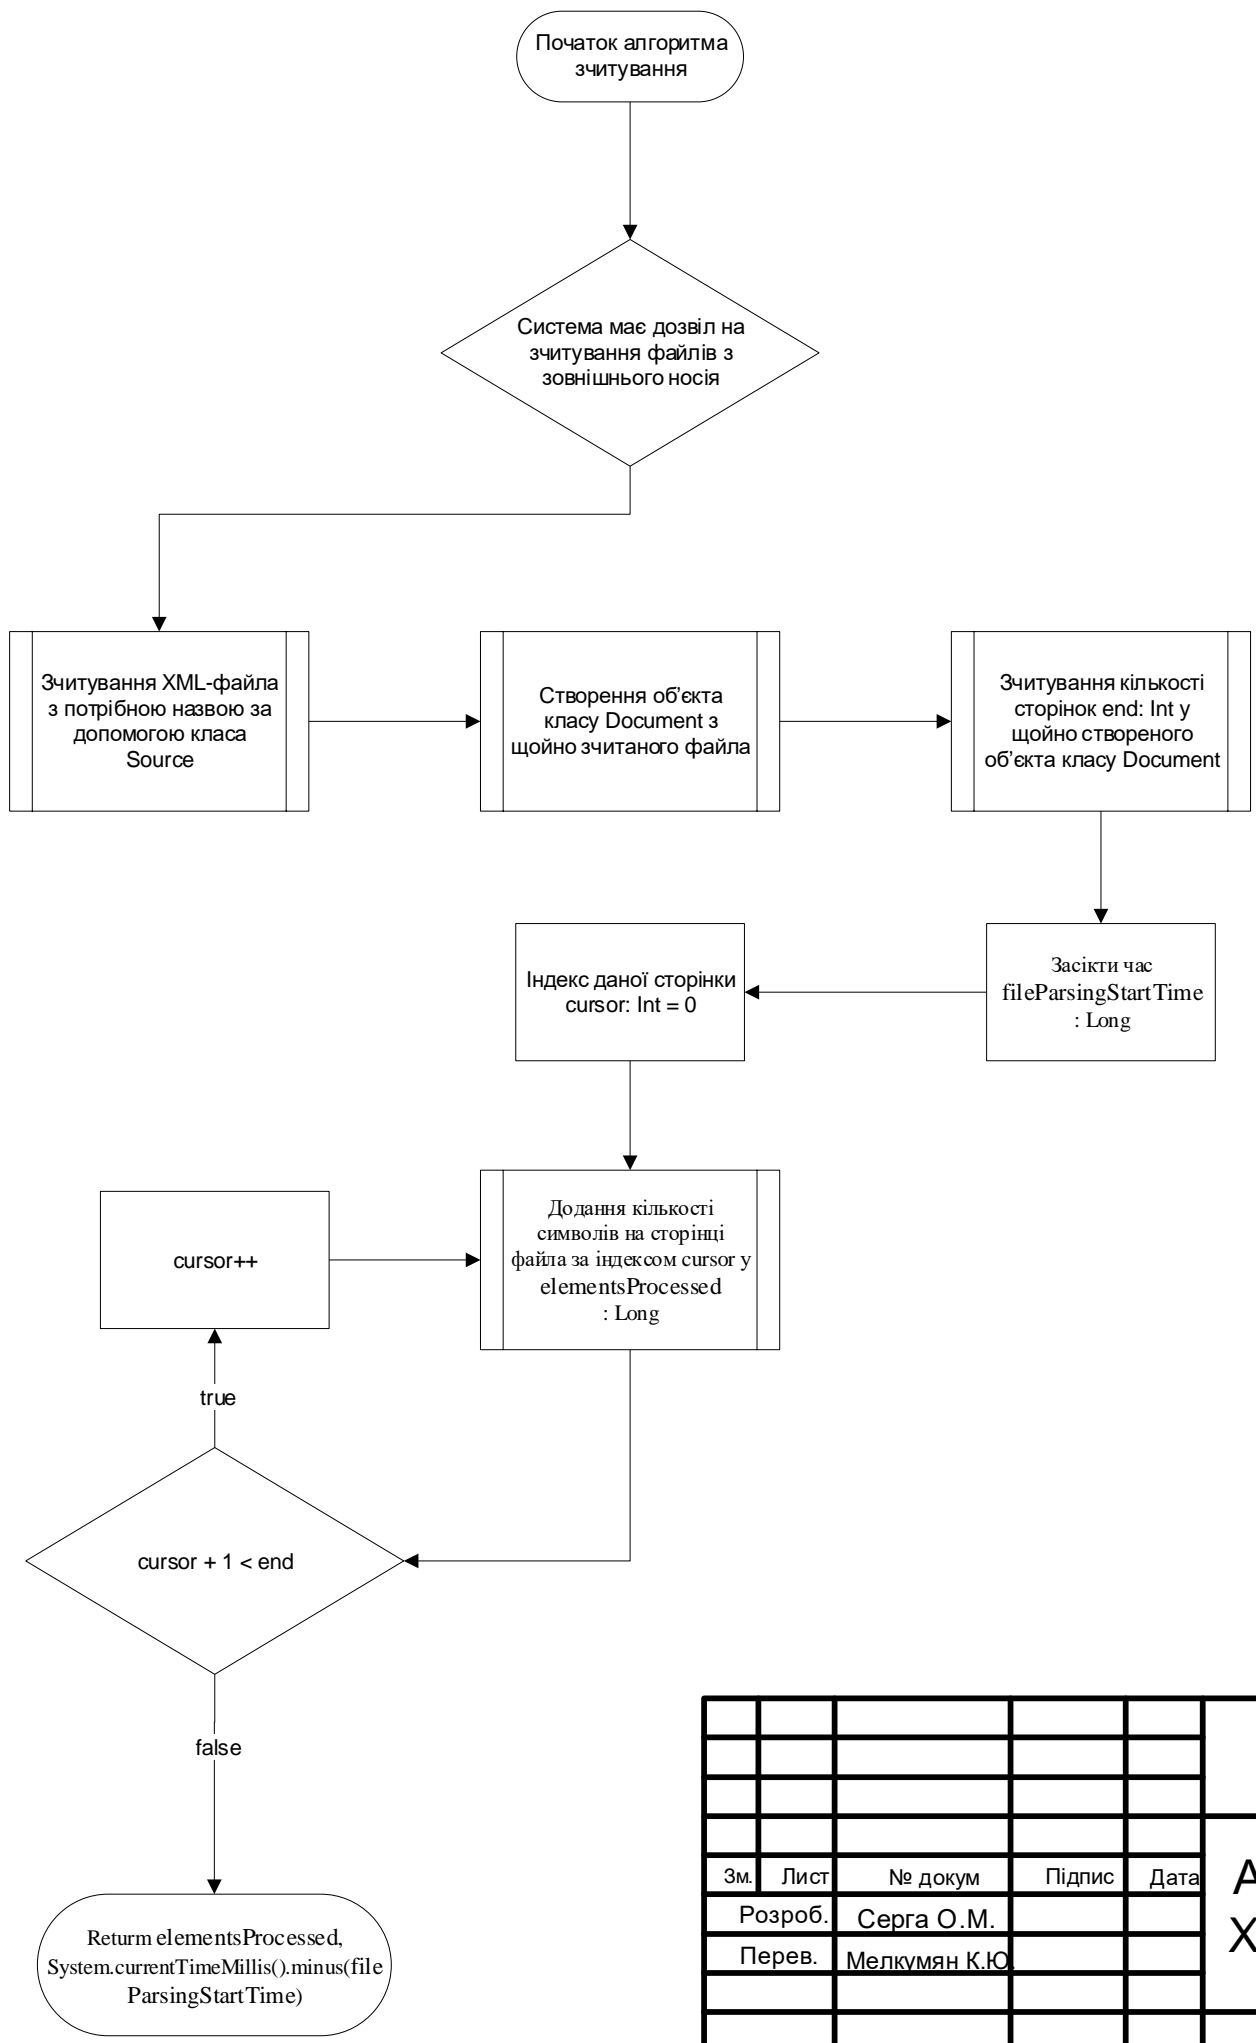 Початок алгоритма
зчитування
Система має дозвіл на
зчитування файлів з
зовнішнього носія
Зчитування XML-файла
з потрібною назвою за
допомогою класа
Source
Створення об’єкта
класу Document з
щойно зчитаного файла
Зчитування кількості
сторінок end: Int у
щойно створеного
об’єкта класу Document
Засікти час
fileParsingStartTime
: Long
Індекс даної сторінки
cursor: Int = 0
Додання кількості
символів на сторінці
файла за індексом cursor у
elementsProcessed
: Long
cursor++
true
cursor + 1 < end
false
Returm elementsProcessed,
System.currentTimeMillis().minus(file
ParsingStartTime)
Зм. Лист № докум Підпис Дата
Розроб. Серга О.М.
Перев. Мелкумян К.Ю.
А
Х